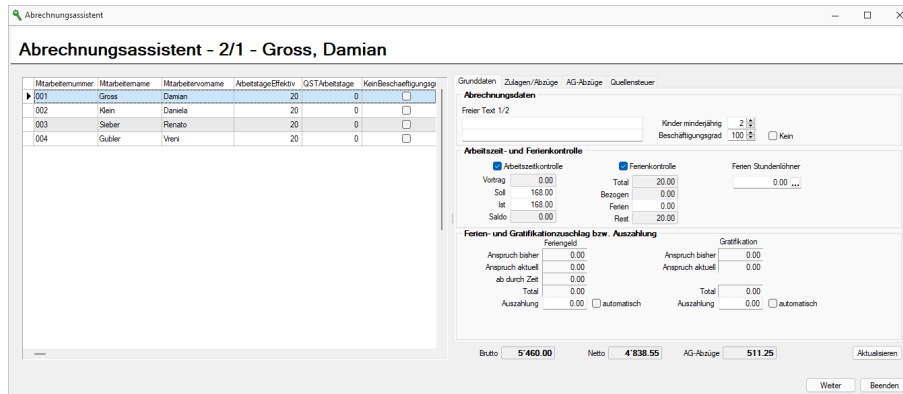 Abrechnungsassistent
Abrechnungsassistent - 2/1 - Gross, Damian
Mitarbeiternummer Mitarbeitername Mitarbeitervorname ArbeitstageEffektiv QSTArbeitstage KeinBeschaeftigungsgr
001 Gross Damian 20 0
002 Klein Daniela 20 0
003 Sieber Renato 20 0
004 Gubler Vreni 20 0
Grunddaten Zulagen/Abzüge AG-Abzüge Quellensteuer
Abrechnungsdaten
Freier Text 1/2
Kinder minderjährig 2
Beschäftigungsgrad 100 Kein
Arbeitszeit- und Ferienkontrolle
Arbeitszeitkontrolle Ferienkontrolle Ferien Stundenlöhner
Vortrag 0.00 Total 20.00 0.00 ...
Soll 168.00 Bezogen 0.00
Ist 168.00 Ferien 0.00
Saldo 0.00 Rest 20.00
Ferien- und Gratifikationzuschlag bzw. Auszahlung
Feriengeld Gratifikation
Anspruch bisher 0.00 Anspruch bisher 0.00
Anspruch aktuell 0.00 Anspruch aktuell 0.00
ab durch Zeit 0.00
Total 0.00 Total 0.00
Auszahlung 0.00 automatisch Auszahlung 0.00 automatisch
Brutto 5'460.00 Netto 4'838.55 AG-Abzüge 511.25 Aktualisieren
Weiter Beenden